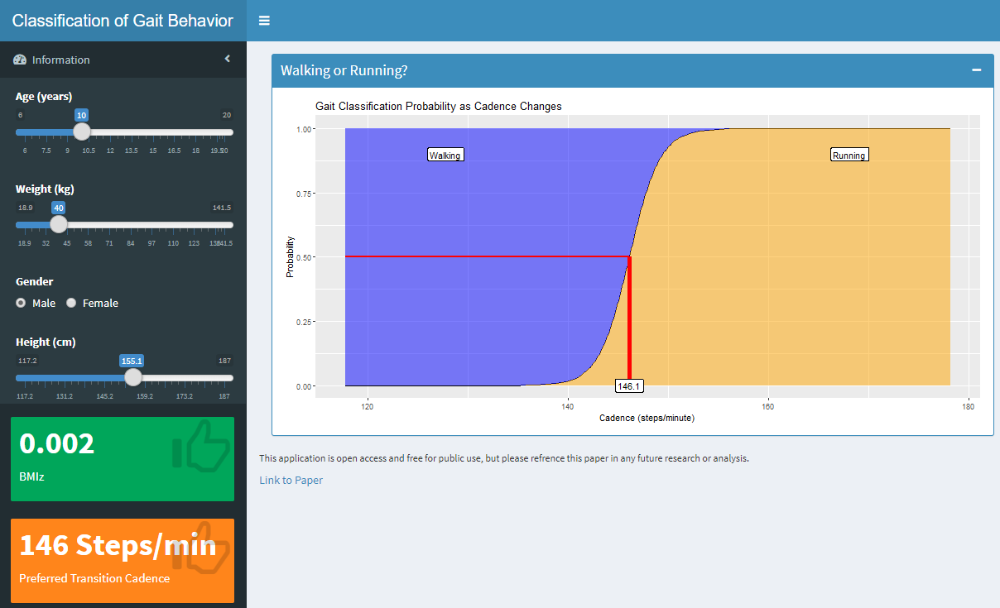 Classification of Gait Behavior
Information
Age (years)
6 10 20
6 7.5 9 10.5 12 13.5 15 16.5 18 19.5 20
Weight (kg)
18.9 40 141.5
18.9 32 45 58 71 84 97 110 123 136 141.5
Gender
Male Female
Height (cm)
117.2 155.1 187
117.2 131.2 145.2 159.2 173.2 187
0.002
BMIz
146 Steps/min
Preferred Transition Cadence
Walking or Running?
Gait Classification Probability as Cadence Changes
1.00
Walking Running
0.75
Probability
0.50
0.25
0.00
146.1
120 140 160 180
Cadence (steps/minute)
This application is open access and free for public use, but please refrence this paper in any future research or analysis.
Link to Paper